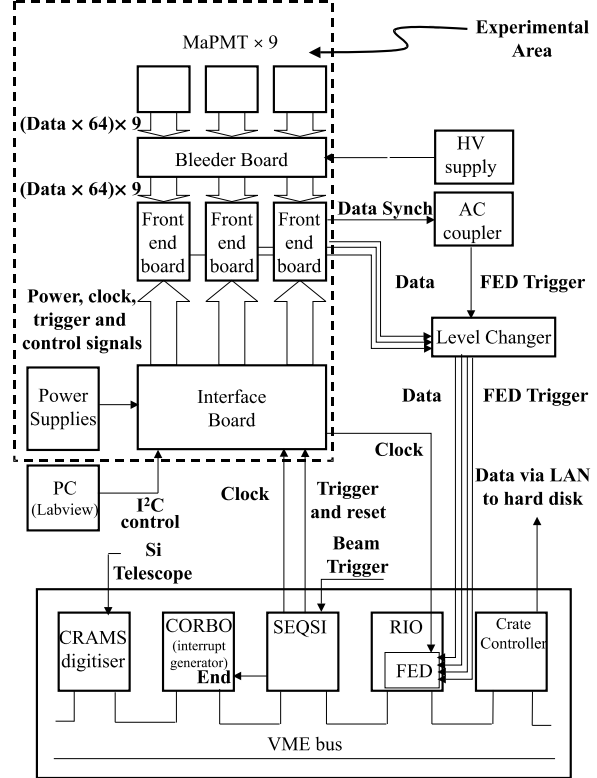 MaPMT × 9
Experimental
Area
(Data × 64)× 9
Bleeder Board
HV
supply
(Data × 64)× 9
Front
end
board
Front
end
board
Front
end
board
Data Synch
AC
coupler
Data
FED Trigger
Power, clock,
trigger and
control signals
Level Changer
Power
Supplies
Interface
Board
Data
FED Trigger
Clock
PC
(Labview)
I²C
control
Clock
Trigger
and reset
Data via LAN
to hard disk
Si
Telescope
Beam
Trigger
CRAMS
digitiser
CORBO
(interrupt
generator)
End
SEQSI
RIO
FED
Crate
Controller
VME bus